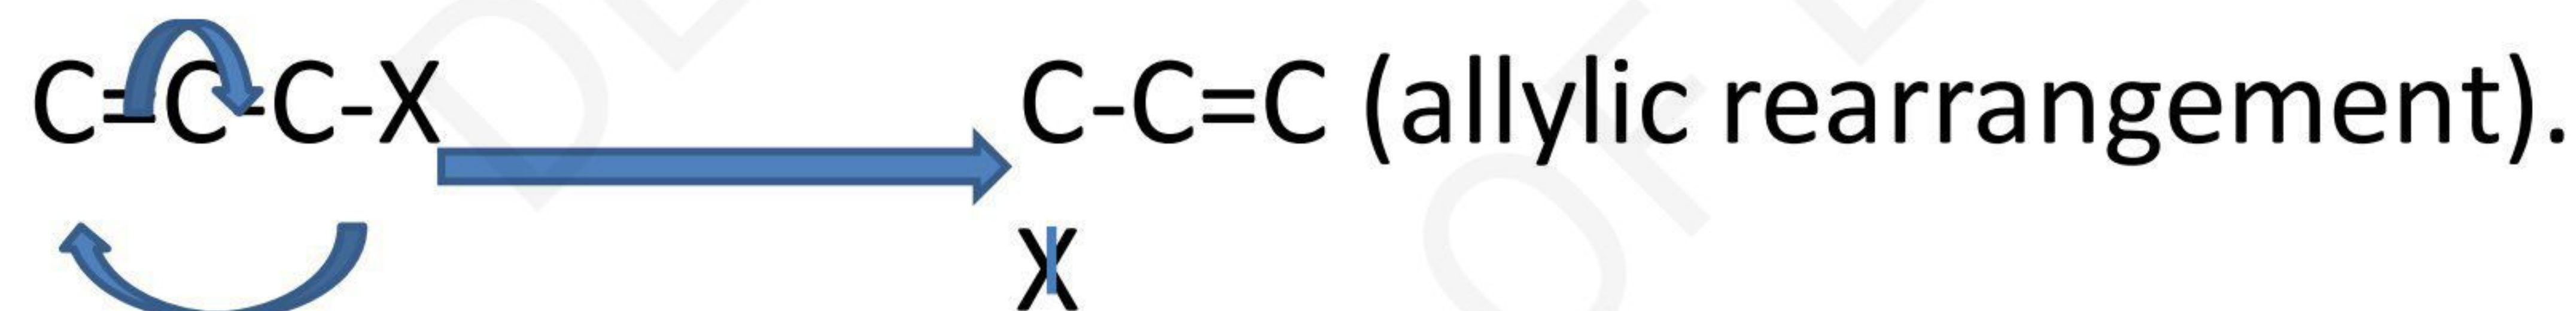 C=C-C-X C-C=C (allylic rearrangement).
X